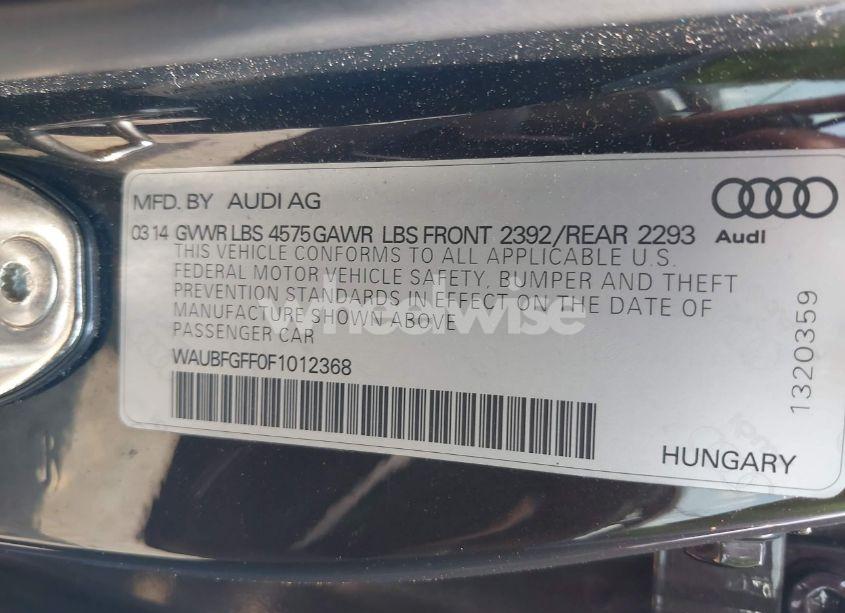 MFD. BY AUDI AG
0314 GVWR LBS 4575 GAWR LBS FRONT 2392/REAR 2293
THIS VEHICLE CONFORMS TO ALL APPLICABLE U.S.
FEDERAL MOTOR VEHICLE SAFETY, BUMPER AND THEFT
PREVENTION STANDARDS IN EFFECT ON THE DATE OF
MANUFACTURE SHOWN ABOVE
PASSENGER CAR
WAUBFGFF0F1012368
Audi
1320359
HUNGARY
wheelwise